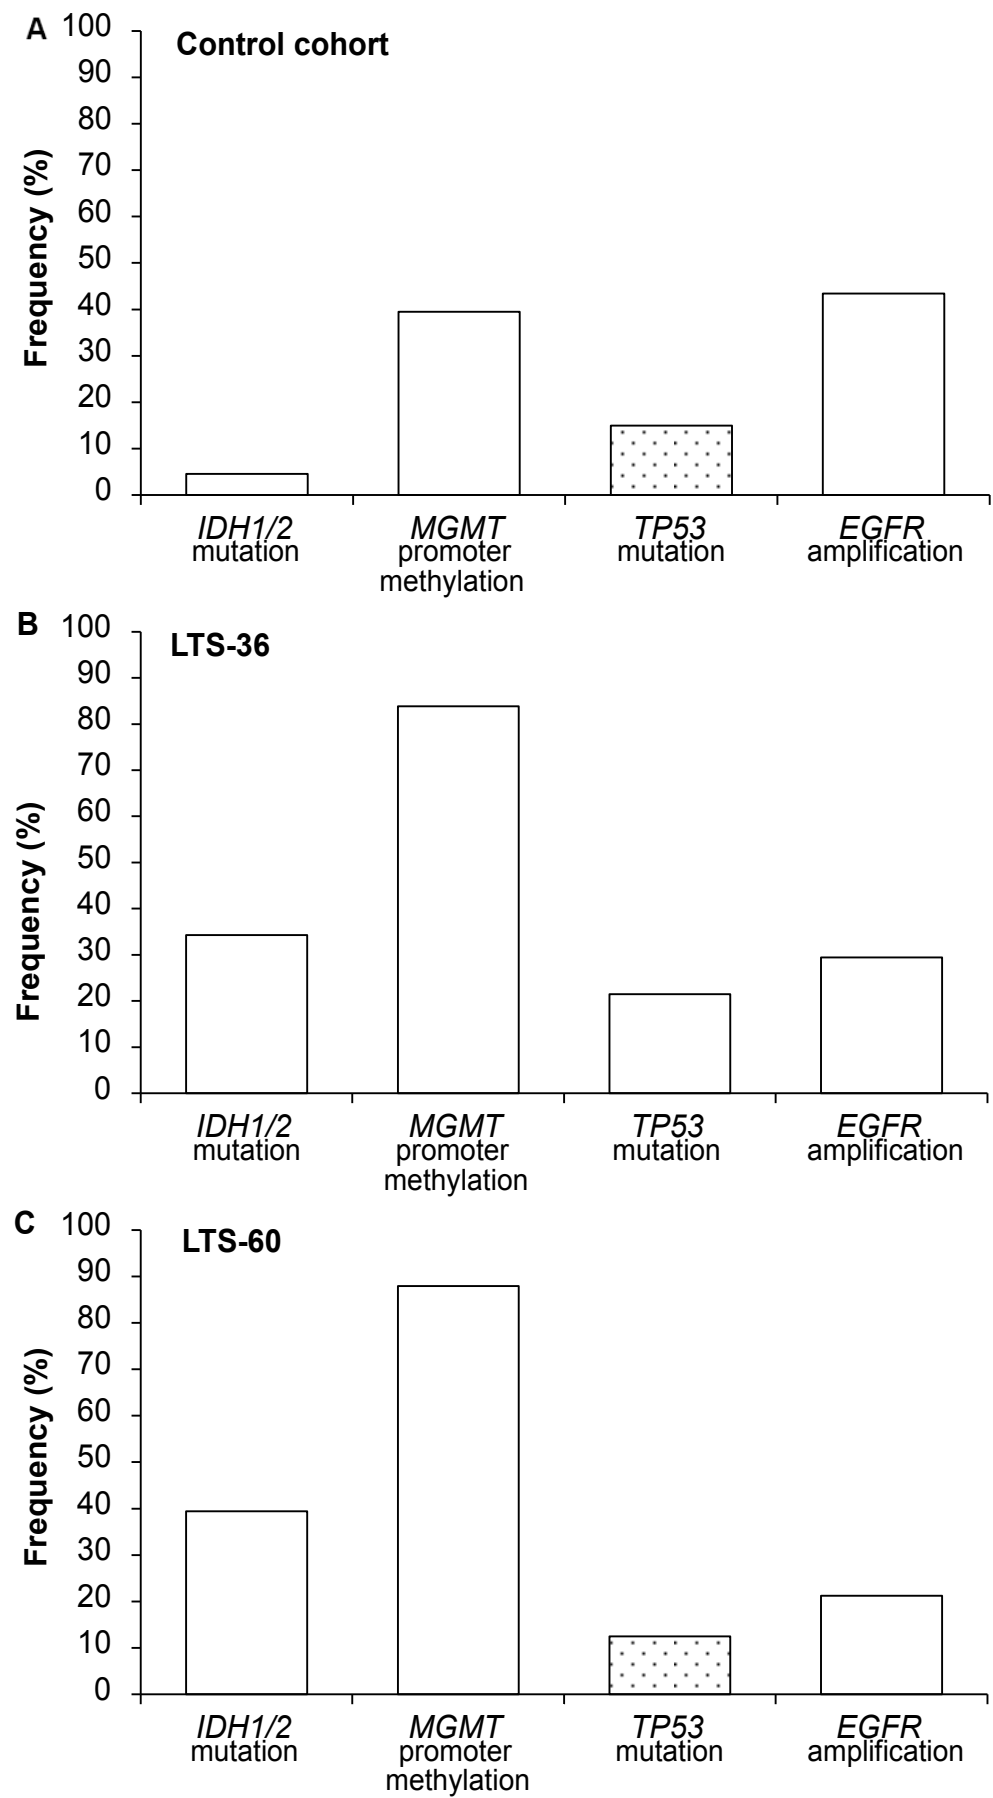 A
Control cohort
Frequency (%)
100
90
80
70
60
50
40
30
20
10
0
IDH1/2
mutation
MGMT
promoter
methylation
TP53
mutation
EGFR
amplification
B
LTS-36
Frequency (%)
100
90
80
70
60
50
40
30
20
10
0
IDH1/2
mutation
MGMT
promoter
methylation
TP53
mutation
EGFR
amplification
C
LTS-60
Frequency (%)
100
90
80
70
60
50
40
30
20
10
0
IDH1/2
mutation
MGMT
promoter
methylation
TP53
mutation
EGFR
amplification